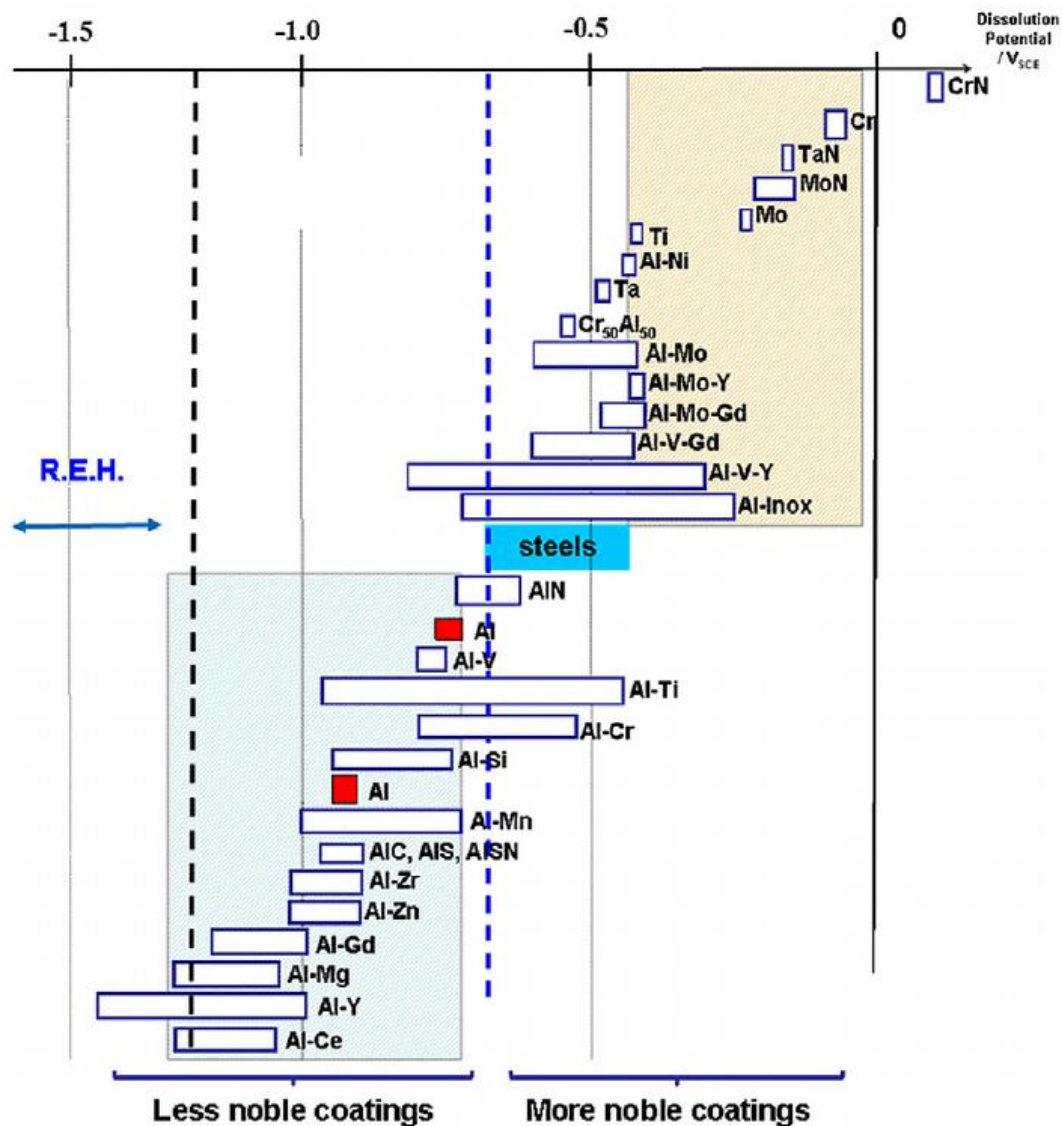 -1.5 -1.0 -0.5 0 Dissolution
Potential
/ V_SCE
CrN
Cr
TaN
MoN
Mo
Ti
Al-Ni
Ta
Cr₅₀Al₅₀
Al-Mo
Al-Mo-Y
Al-Mo-Gd
Al-V-Gd
R.E.H.
Al-V-Y
Al-Inox
steels
AlN
Al
Al-V
Al-Ti
Al-Cr
Al-Si
Al
Al-Mn
AlC, AlS, AlSN
Al-Zr
Al-Zn
Al-Gd
Al-Mg
Al-Y
Al-Ce
Less noble coatings More noble coatings